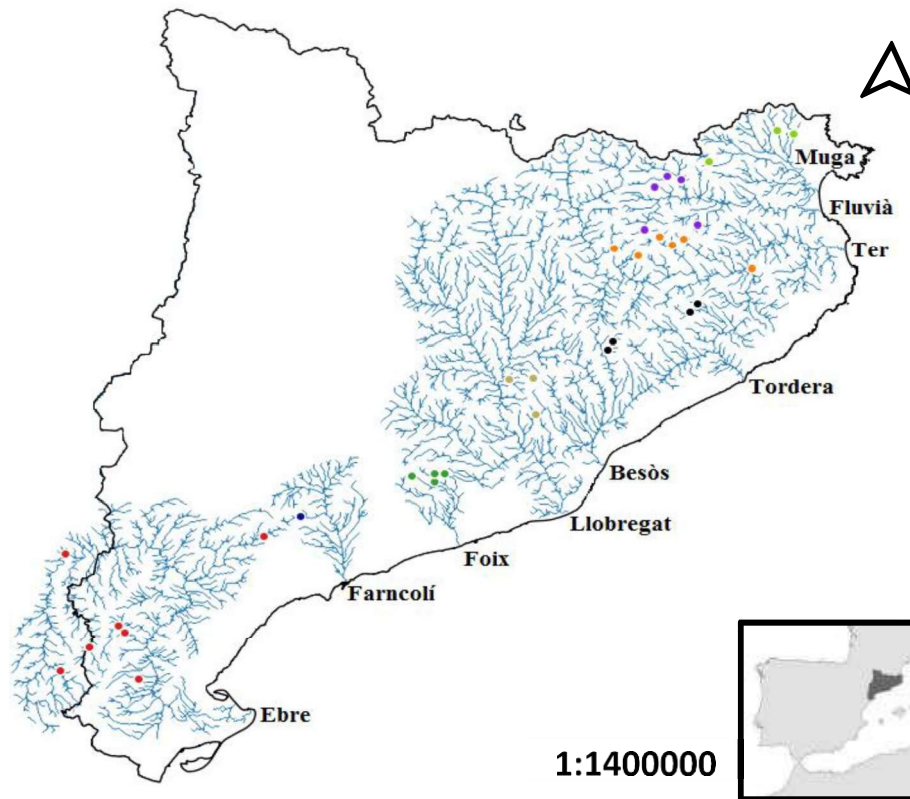 Muga
Fluvià
Ter
Tordera
Besòs
Llobregat
Foix
Farncolí
Ebre
1:1400000